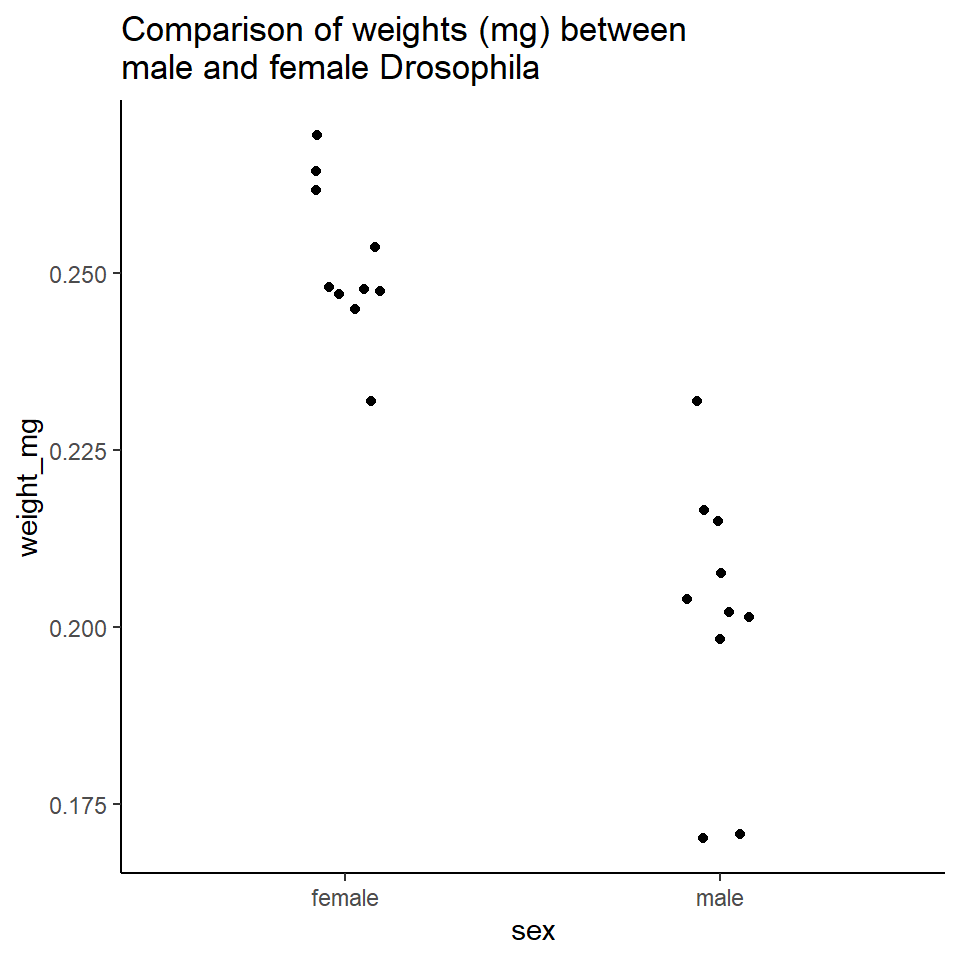 Comparison of weights (mg) between
male and female Drosophila
weight_mg
0.250
0.225
0.200
0.175
female
male
sex